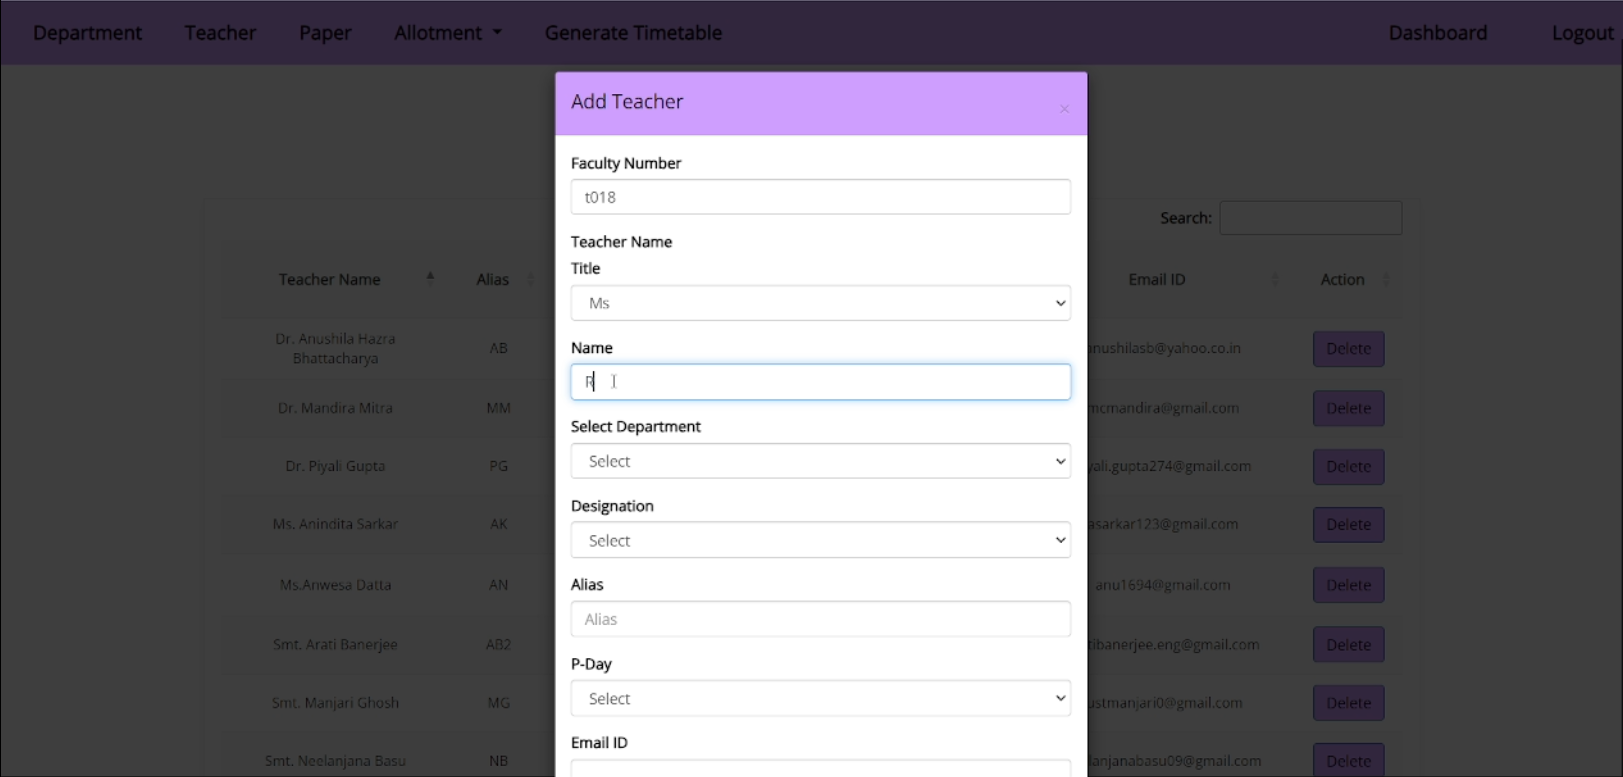 Department Teacher Paper Allotment Generate Timetable Dashboard Logout
Add Teacher ×
Faculty Number
t018
Teacher Name
Title
Ms
Name
R
Select Department
Select
Designation
Select
Alias
Alias
P-Day
Select
Email ID
Search:
Teacher Name Alias Email ID Action
Dr. Anushila Hazra
Bhattacharya AB nushilasb@yahoo.co.in Delete
Dr. Mandira Mitra MM mcmandira@gmail.com Delete
Dr. Piyali Gupta PG yali.gupta274@gmail.com Delete
Ms. Anindita Sarkar AK asarkar123@gmail.com Delete
Ms.Anwesa Datta AN anu1694@gmail.com Delete
Smt. Arati Banerjee AB2 tibanerjee.eng@gmail.com Delete
Smt. Manjari Ghosh MG ustmanjari0@gmail.com Delete
Smt. Neelanjana Basu NB lanjanabasu09@gmail.com Delete